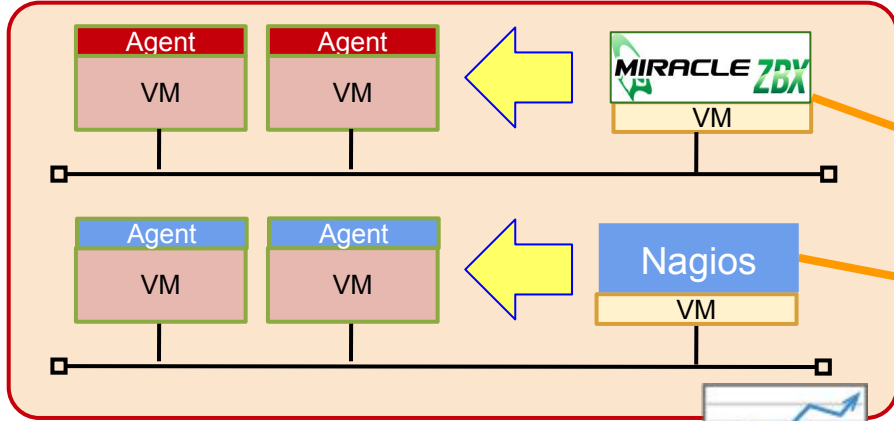 Agent Agent
VM VM
MIRACLE ZBX
VM
Agent Agent
VM VM
Nagios
VM